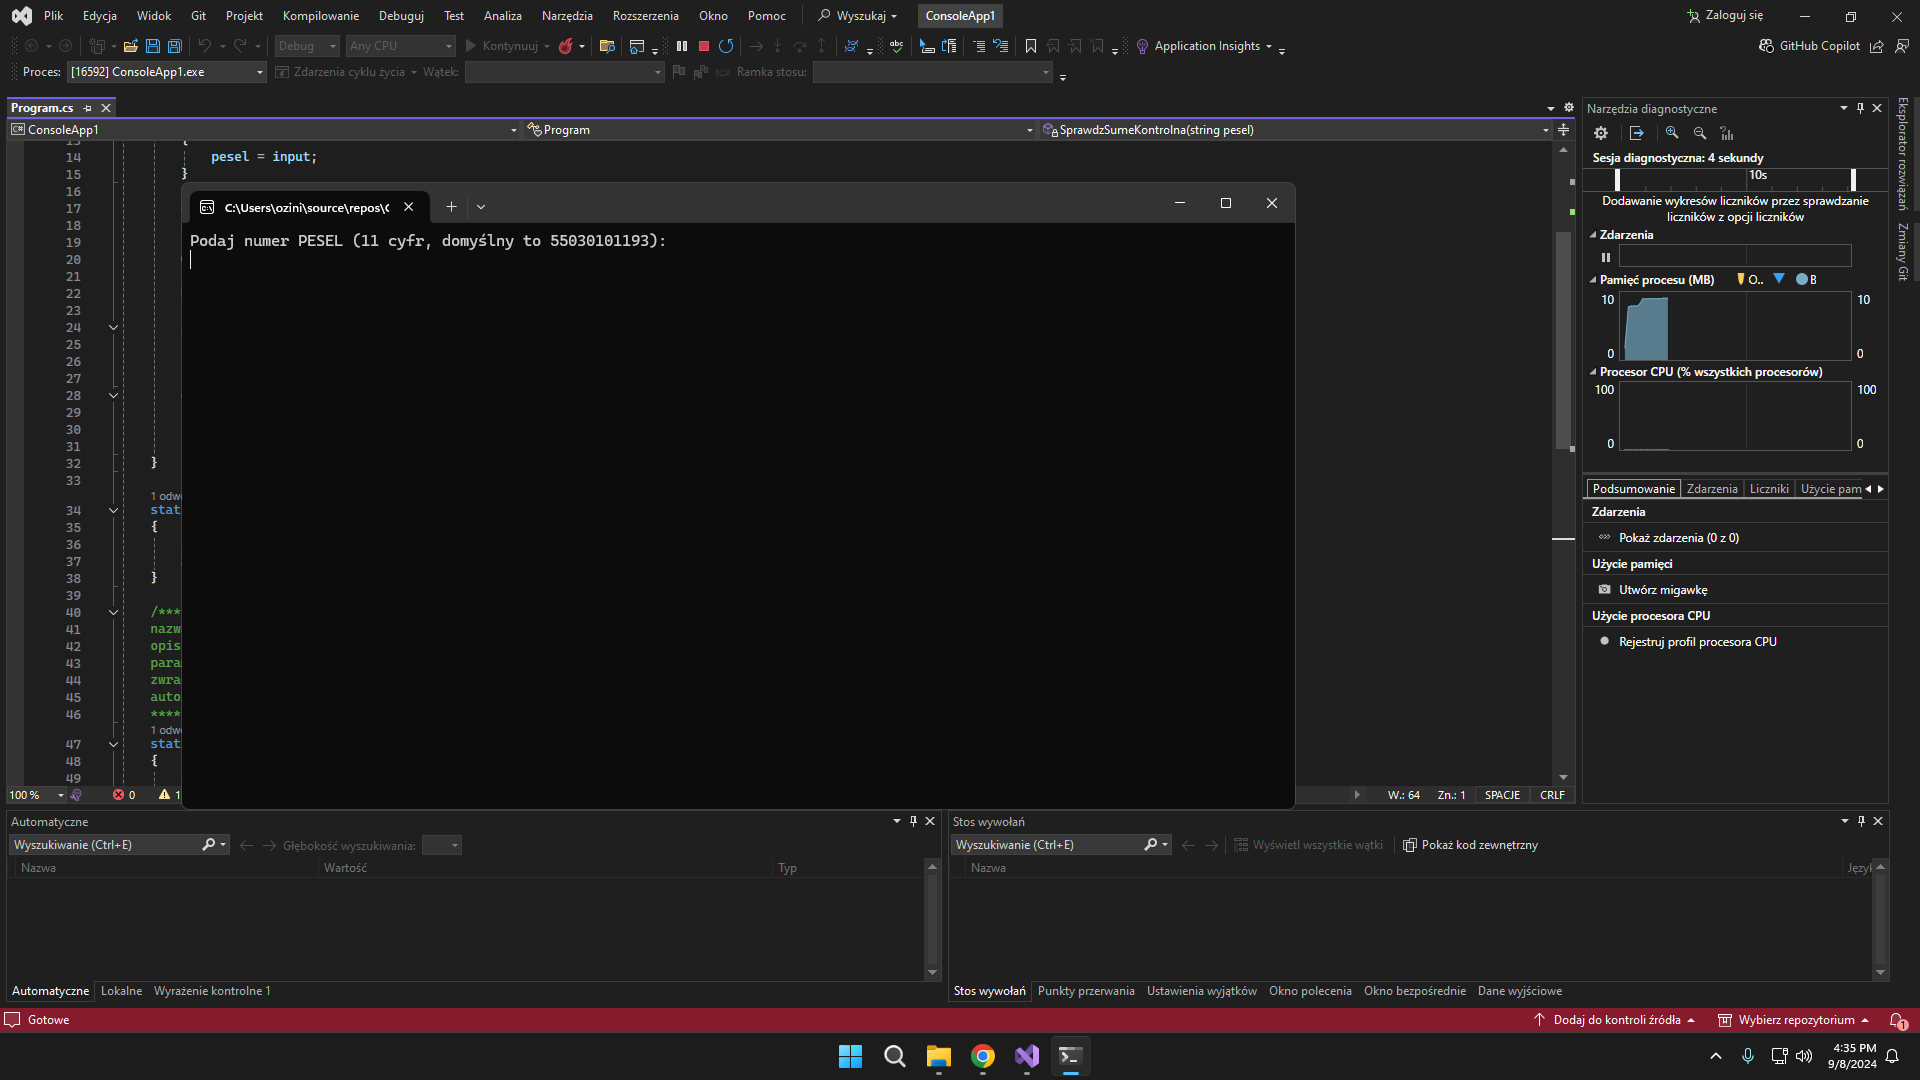 Plik Edycja Widok Git Projekt Kompilowanie Debuguj Test Analiza Narzędzia Rozszerzenia Okno Pomoc Wyszukaj ConsoleApp1 Zaloguj się
Debug Any CPU Kontynuuj Application Insights GitHub Copilot
Proces: [16592] ConsoleApp1.exe Zdarzenia cyklu życia Wątek: Ramka stosu:
Program.cs
ConsoleApp1 Program SprawdzSumeKontrolna(string pesel)
13 {
14 pesel = input;
15 }
16
17
18
19
20
21
22
23
24
25
26
27
28
29
30
31
32 }
33
1 odw
34 stat
35 {
36
37
38 }
39
40 /****
41 nazw
42 opis
43 para
44 zwra
45 auto
46 ****
1 odw
47 stat
48 {
49
C:\Users\ozini\source\repos\C
Podaj numer PESEL (11 cyfr, domyślny to 55030101193):
100 % 0 1 W.: 64 Zn.: 1 SPACJE CRLF
Narzędzia diagnostyczne
Sesja diagnostyczna: 4 sekundy
10s
Dodawanie wykresów liczników przez sprawdzanie
liczników z opcji liczników
Zdarzenia
Pamięć procesu (MB) O.. B
10 10
0 0
Procesor CPU (% wszystkich procesorów)
100 100
0 0
Podsumowanie Zdarzenia Liczniki Użycie pam
Zdarzenia
Pokaż zdarzenia (0 z 0)
Użycie pamięci
Utwórz migawkę
Użycie procesora CPU
Rejestruj profil procesora CPU
Eksplorator rozwiązań
Zmiany Git
Automatyczne
Wyszukiwanie (Ctrl+E) Głębokość wyszukiwania:
Nazwa Wartość Typ
Automatyczne Lokalne Wyrażenie kontrolne 1
Stos wywołań
Wyszukiwanie (Ctrl+E) Wyświetl wszystkie wątki Pokaż kod zewnętrzny
Nazwa Język
Stos wywołań Punkty przerwania Ustawienia wyjątków Okno polecenia Okno bezpośrednie Dane wyjściowe
Gotowe Dodaj do kontroli źródła Wybierz repozytorium 1
4:35 PM
9/8/2024